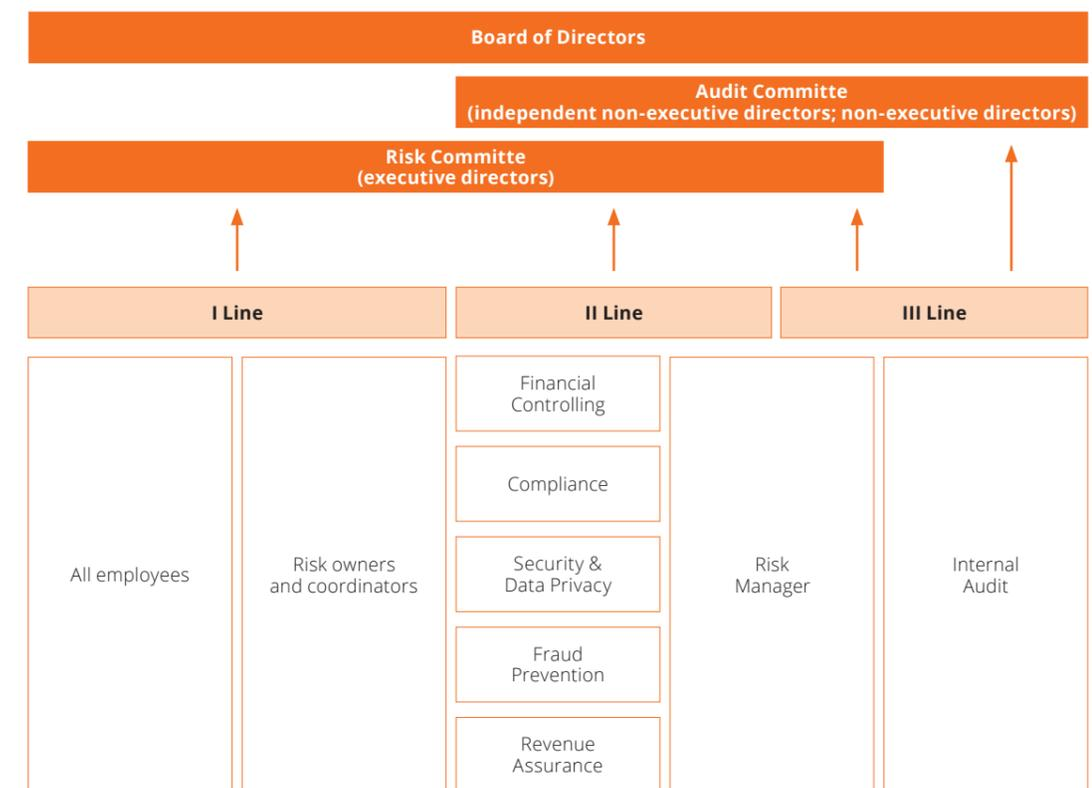 Board of Directors
Audit Committe
(independent non-executive directors; non-executive directors)
Risk Committe
(executive directors)
I Line
II Line
III Line
All employees
Risk owners
and coordinators
Financial
Controlling
Compliance
Security &
Data Privacy
Fraud
Prevention
Revenue
Assurance
Risk
Manager
Internal
Audit